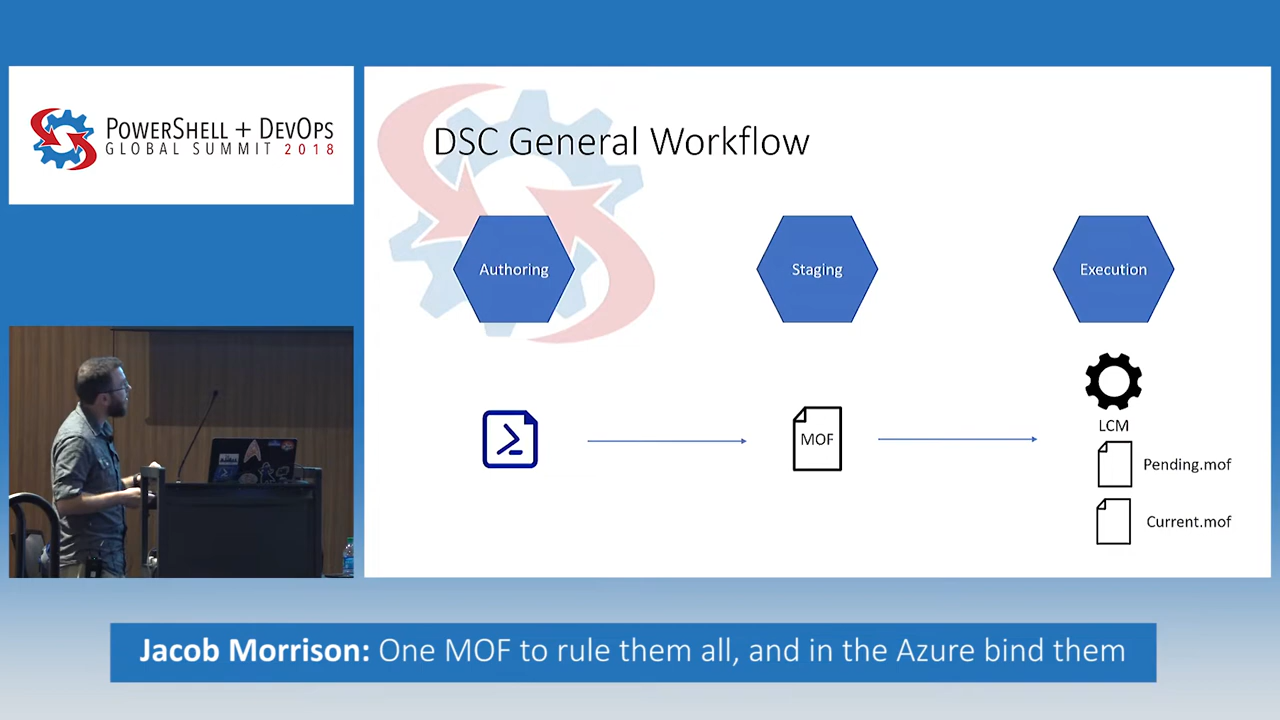 POWERSHELL + DEVOPS
GLOBAL SUMMIT 2018
DSC General Workflow
Authoring
Staging
Execution
MOF
LCM
Pending.mof
Current.mof
Jacob Morrison: One MOF to rule them all, and in the Azure bind them